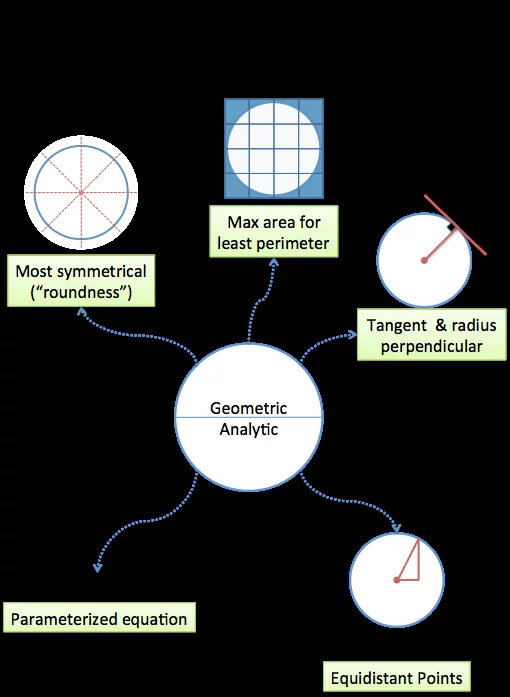 Max area for
least perimeter
Most symmetrical
(“roundness”)
Tangent & radius
perpendicular
Geometric
Analytic
Parameterized equation
Equidistant Points